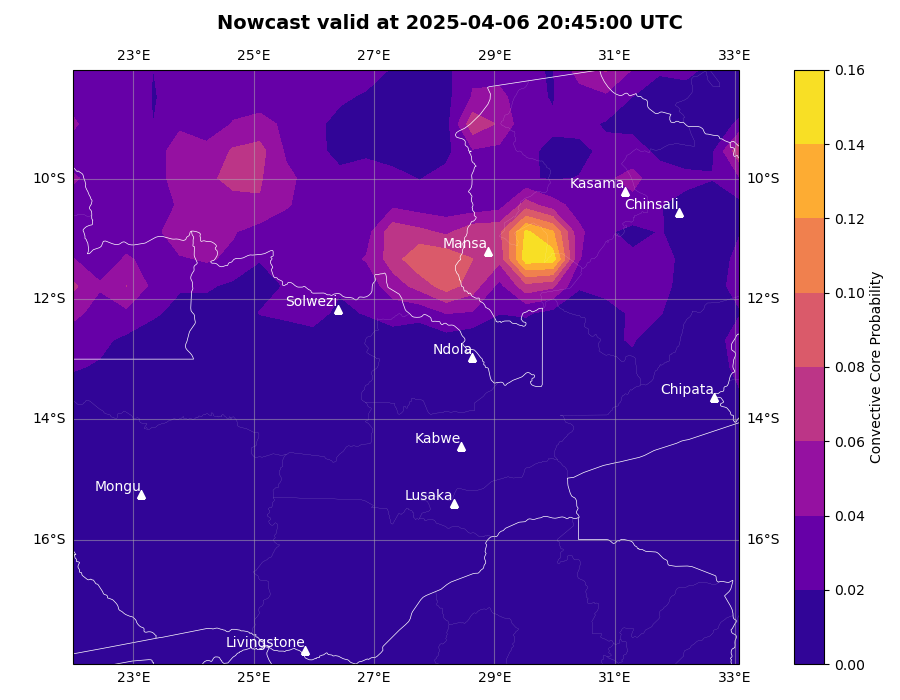 Nowcast valid at 2025-04-06 20:45:00 UTC
23°E 25°E 27°E 29°E 31°E 33°E
0.16
0.14
0.12
0.10
0.08
0.06
0.04
0.02
0.00
Convective Core Probability
10°S 10°S
12°S 12°S
14°S 14°S
16°S 16°S
Kasama
Chinsali
Mansa
Solwezi
Ndola
Chipata
Kabwe
Mongu
Lusaka
Livingstone
23°E 25°E 27°E 29°E 31°E 33°E